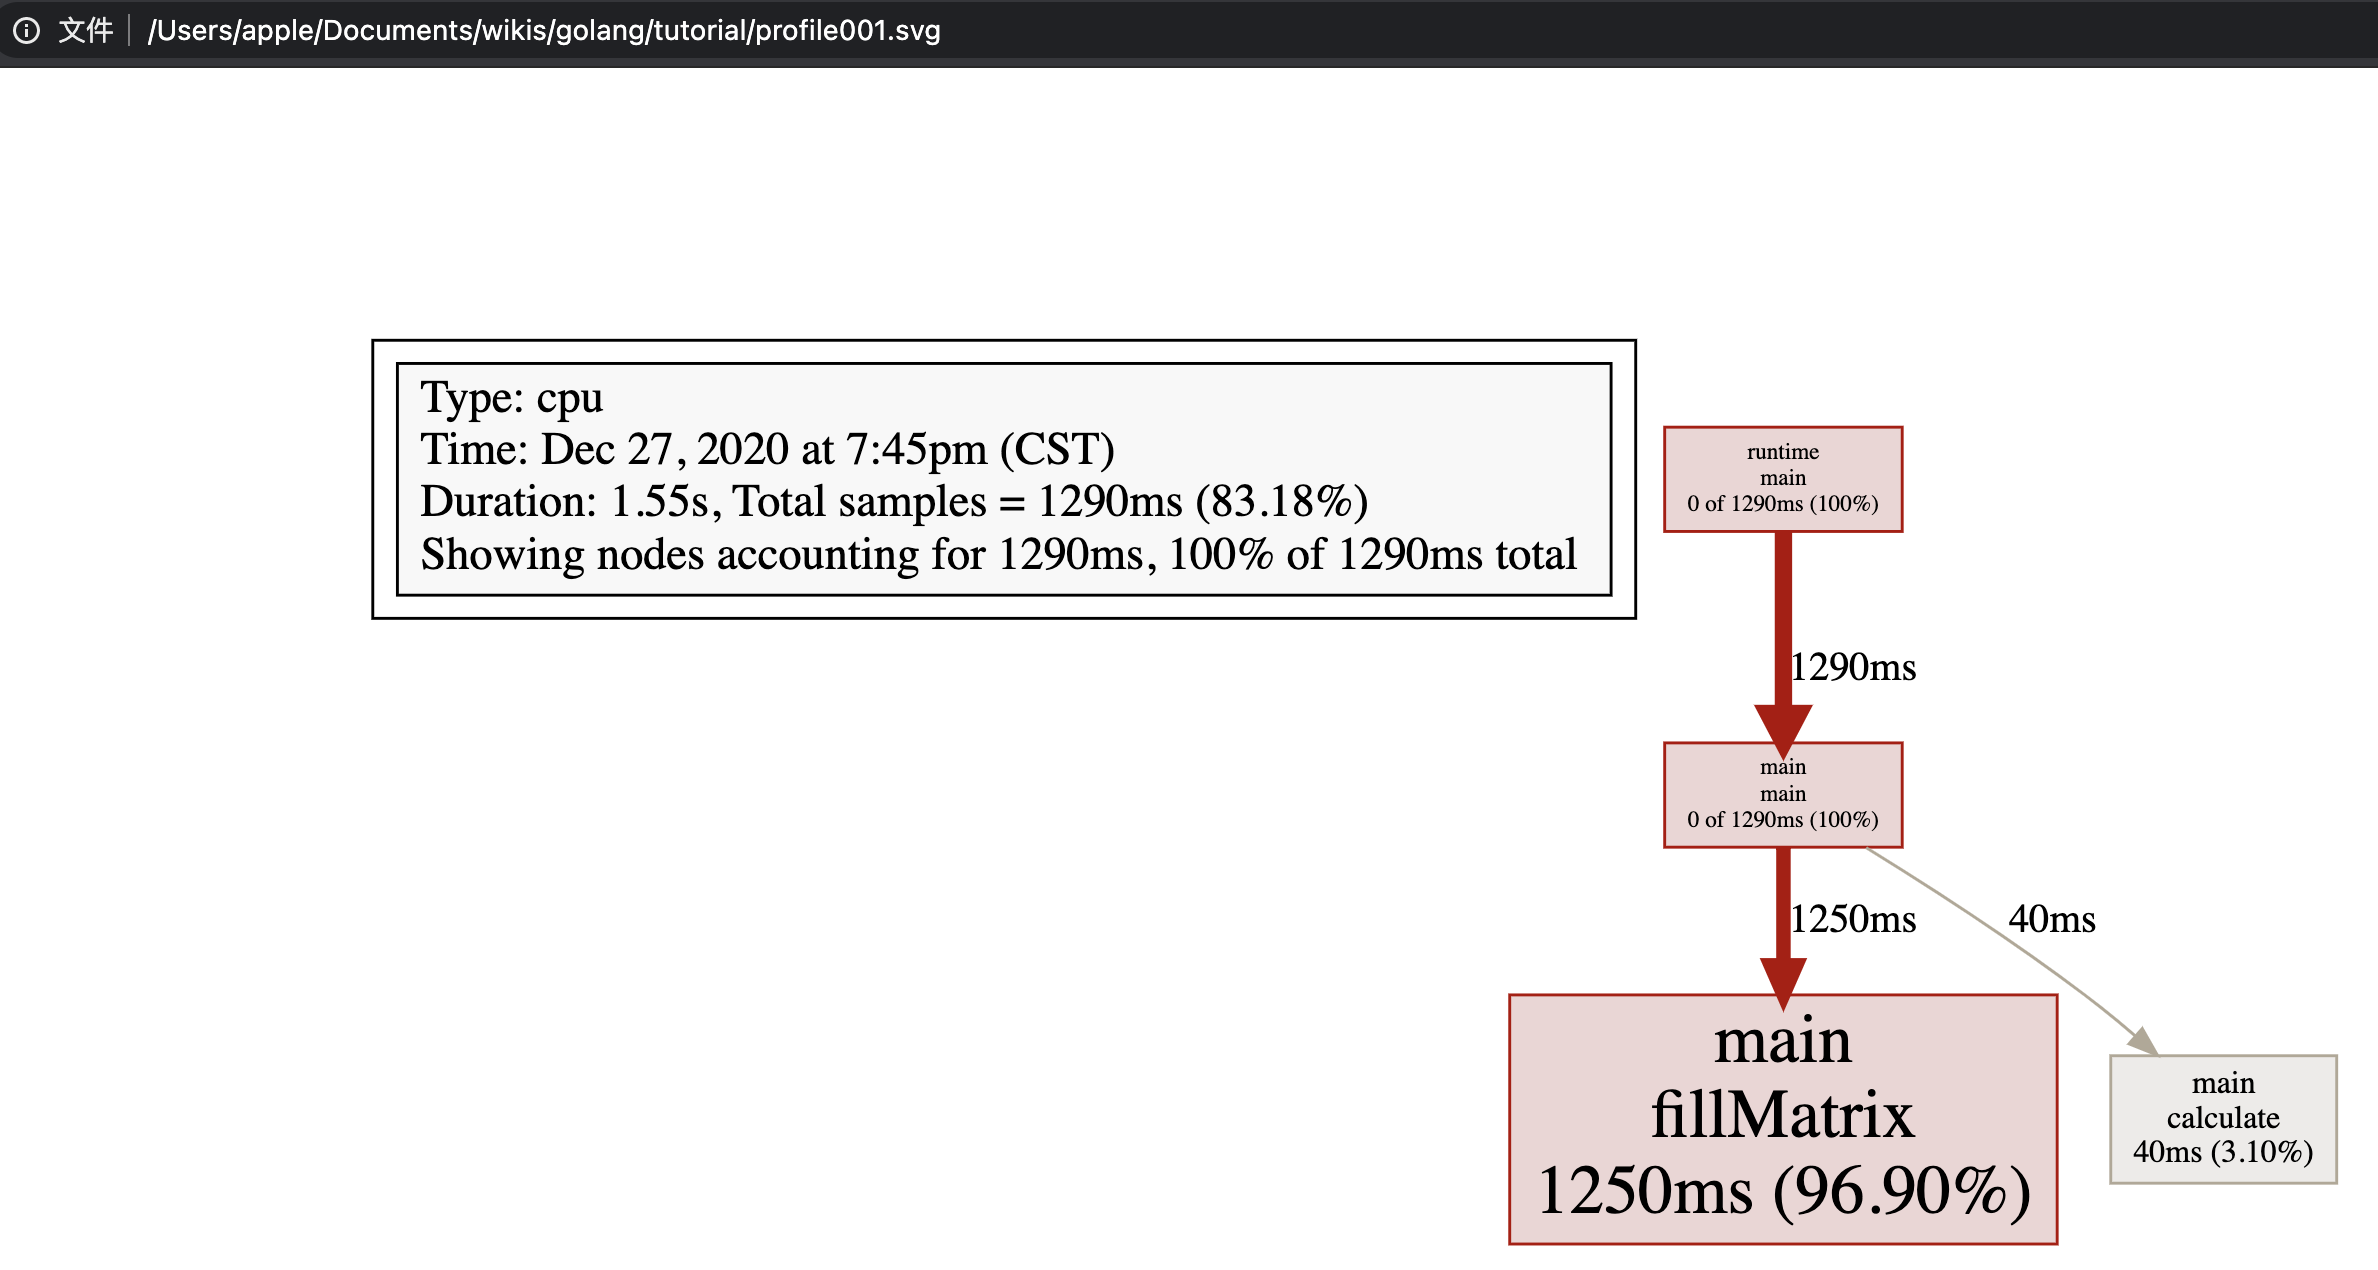 文件 /Users/apple/Documents/wikis/golang/tutorial/profile001.svg
Type: cpu
Time: Dec 27, 2020 at 7:45pm (CST)
Duration: 1.55s, Total samples = 1290ms (83.18%)
Showing nodes accounting for 1290ms, 100% of 1290ms total
runtime
main
0 of 1290ms (100%)
1290ms
main
main
0 of 1290ms (100%)
1250ms
40ms
main
fillMatrix
1250ms (96.90%)
main
calculate
40ms (3.10%)